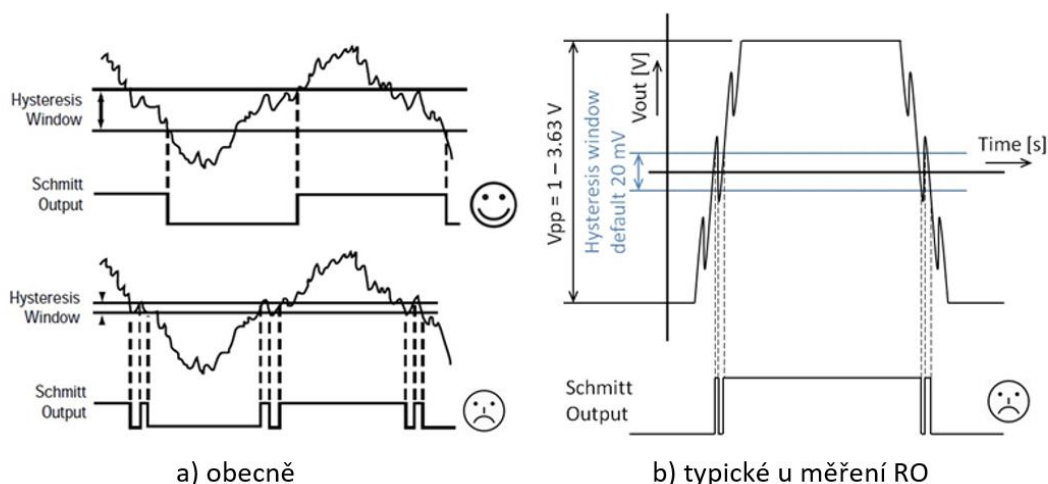 Hysteresis
Window
Schmitt
Output
Hysteresis
Window
Schmitt
Output
a) obecně
Vpp = 1 – 3.63 V
Hysteresis window
default 20 mV
Vout [V]
Time [s]
Schmitt
Output
b) typické u měření RO